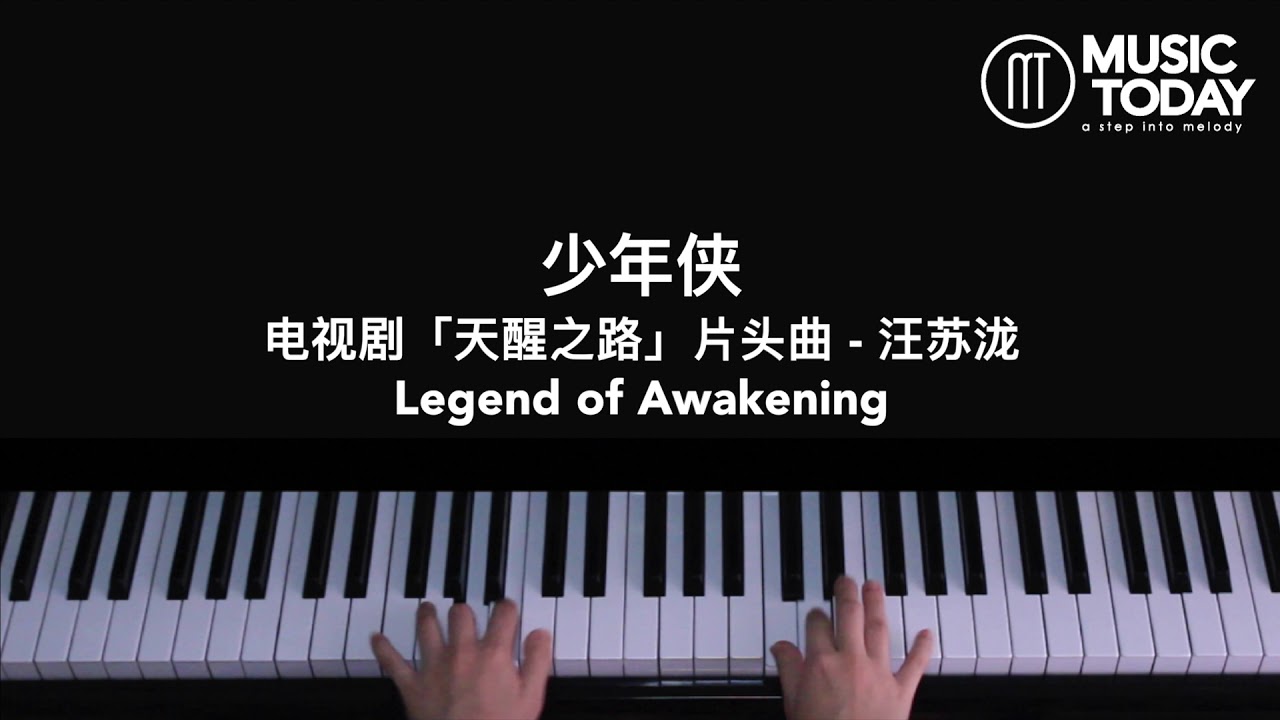 MT
MUSIC
TODAY
a step into melody
少年侠
电视剧「天醒之路」片头曲 - 汪苏泷
Legend of Awakening